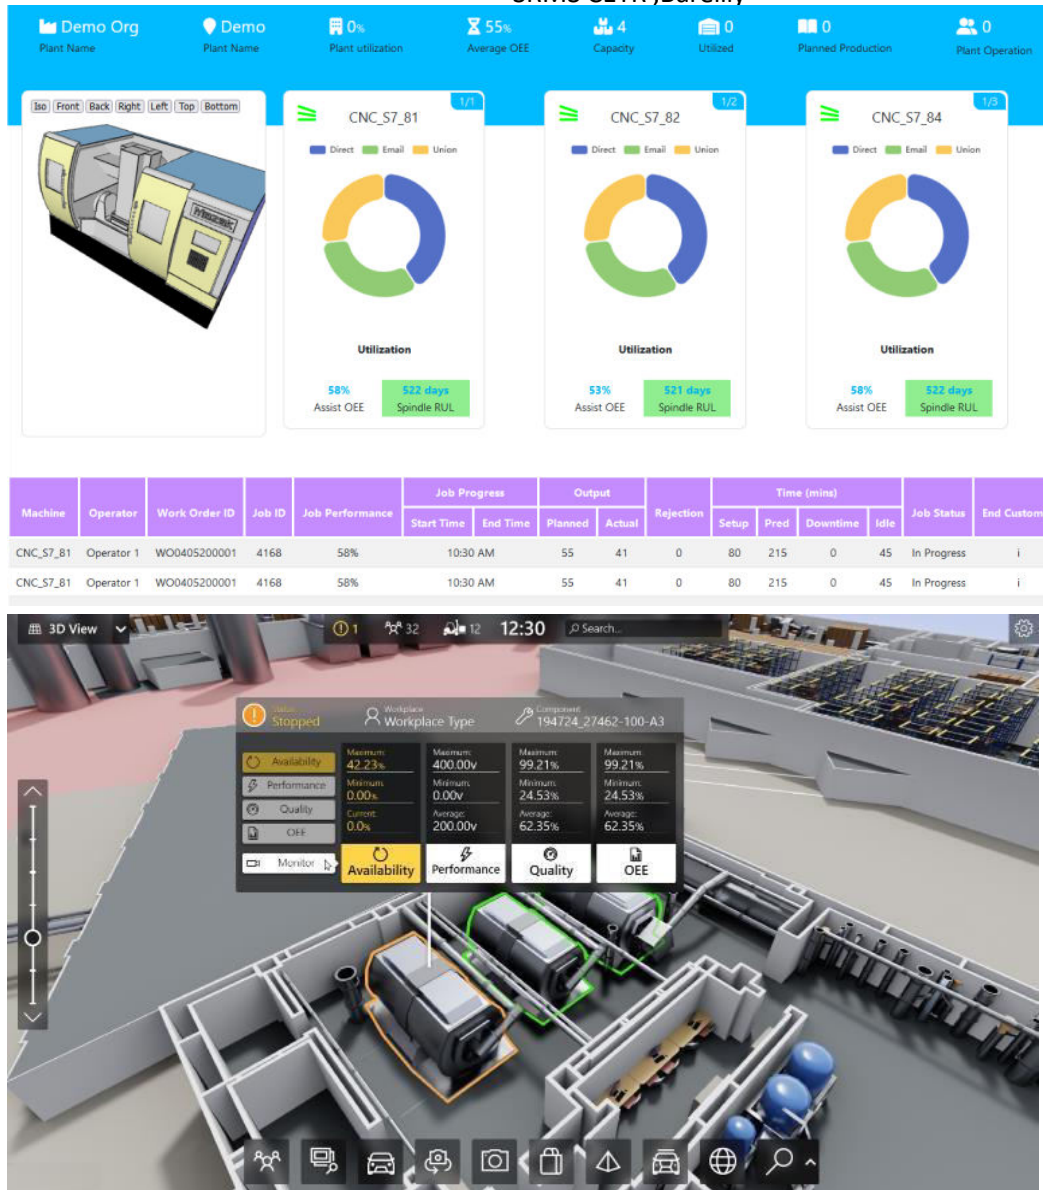 SRMS CETR ,Bareilly
Demo Org Demo 0% 55% 4 0 0 0
Plant Name Plant Name Plant utilization Average OEE Capacity Utilized Planned Production Plant Operation
Iso Front Back Right Left Top Bottom
1/1
CNC_S7_81
Direct Email Union
Utilization
58% 522 days
Assist OEE Spindle RUL
1/2
CNC_S7_82
Direct Email Union
Utilization
53% 521 days
Assist OEE Spindle RUL
1/3
CNC_S7_84
Direct Email Union
Utilization
58% 522 days
Assist OEE Spindle RUL
Job Progress Output Time (mins)
Machine Operator Work Order ID Job ID Job Performance Rejection Job Status End Custom
Start Time End Time Planned Actual Setup Pred Downtime Idle
CNC_S7_81 Operator 1 WO0405200001 4168 58% 10:30 AM 55 41 0 80 215 0 45 In Progress i
CNC_S7_81 Operator 1 WO0405200001 4168 58% 10:30 AM 55 41 0 80 215 0 45 In Progress i
3D View 1 32 12 12:30 Search...
Status Workplace Component
Stopped Workplace Type 194724_27462-100-A3
Availability
Performance
Quality
OEE
Monitor
Maximum: Maximum: Maximum: Maximum:
42.23% 400.00v 99.21% 99.21%
Minimum: Minimum: Minimum: Minimum:
0.00% 0.00v 24.53% 24.53%
Current: Average: Average: Average:
0.0% 200.00v 62.35% 62.35%
Availability Performance Quality OEE